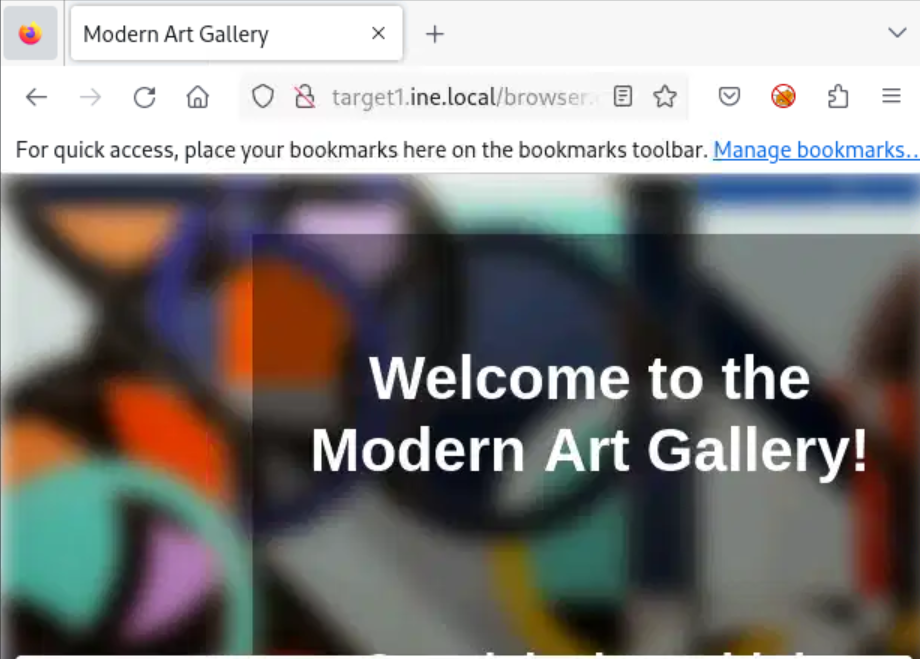 Modern Art Gallery
target1.ine.local/browser.
For quick access, place your bookmarks here on the bookmarks toolbar. Manage bookmarks...
Welcome to the
Modern Art Gallery!